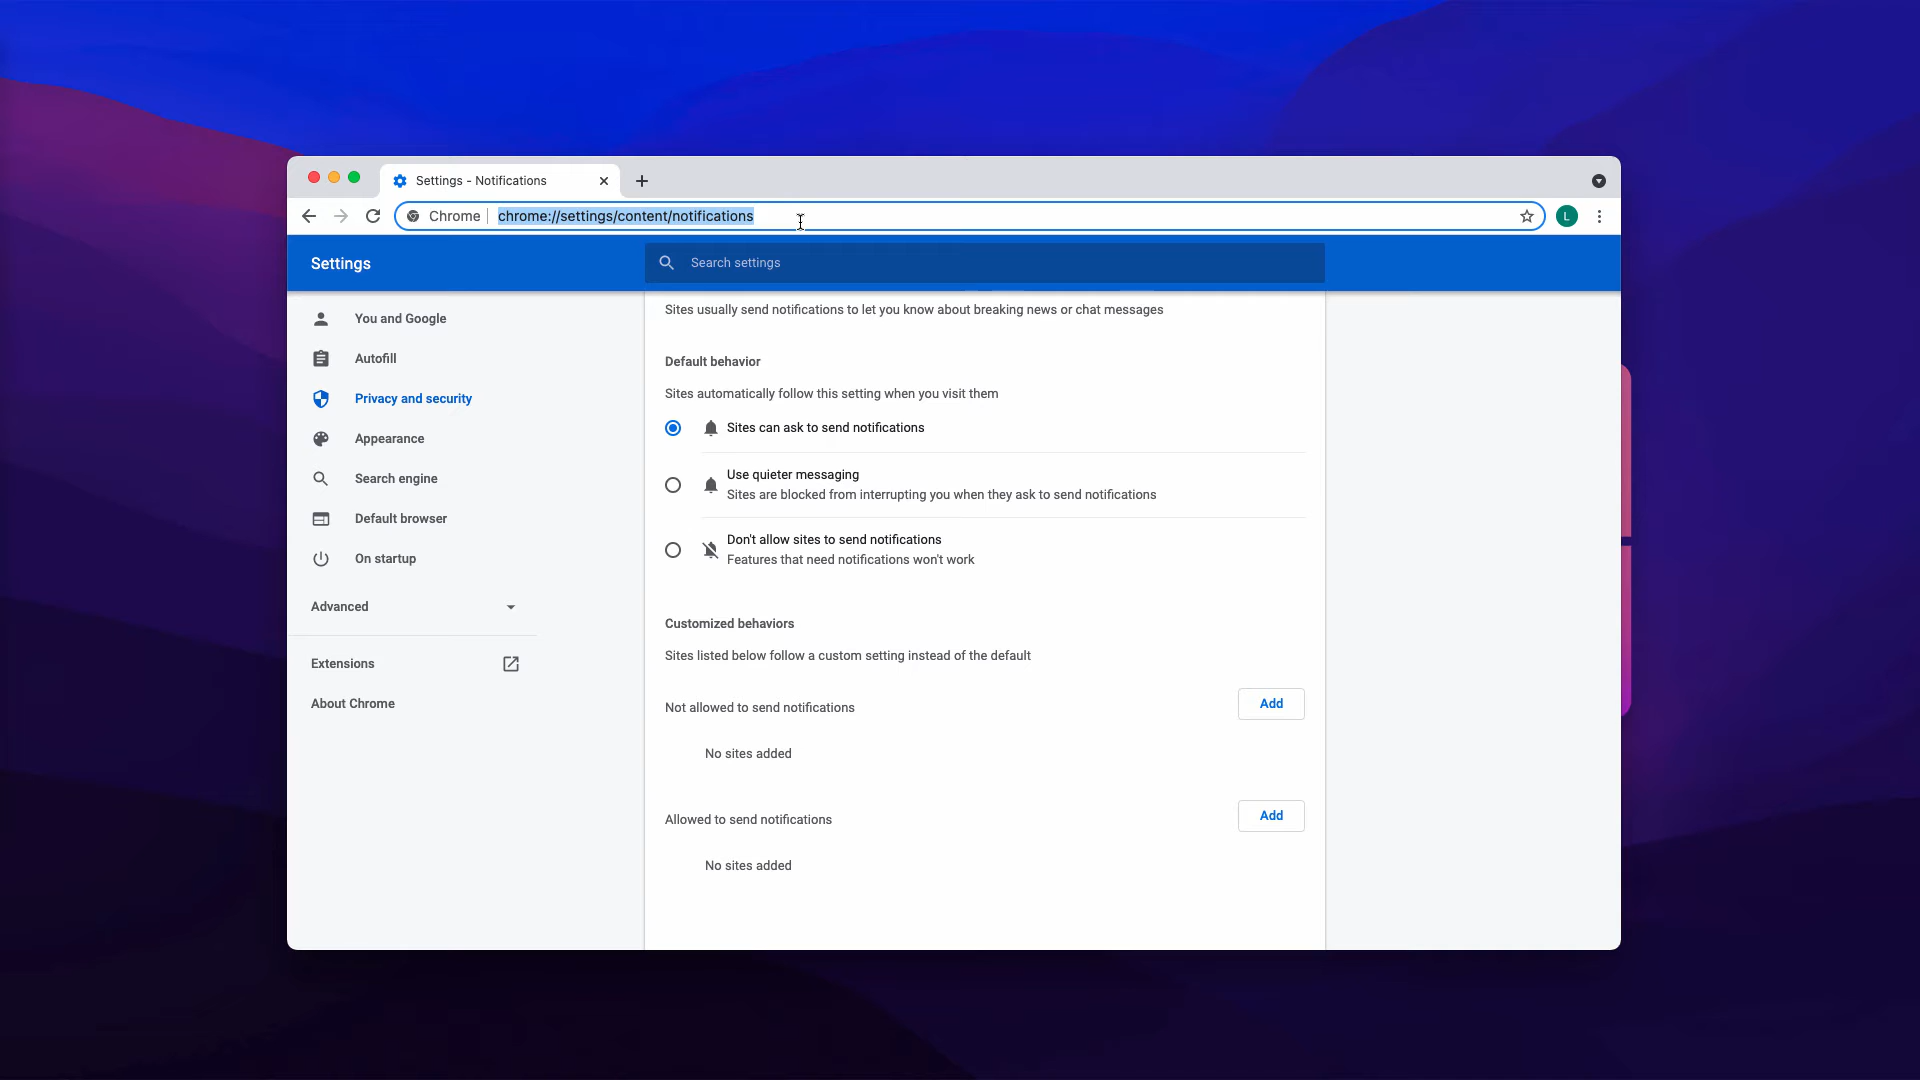 Settings - Notifications
Chrome chrome://settings/content/notifications L
Settings
Search settings
You and Google
Autofill
Privacy and security
Appearance
Search engine
Default browser
On startup
Advanced
Extensions
About Chrome
Sites usually send notifications to let you know about breaking news or chat messages
Default behavior
Sites automatically follow this setting when you visit them
Sites can ask to send notifications
Use quieter messaging
Sites are blocked from interrupting you when they ask to send notifications
Don't allow sites to send notifications
Features that need notifications won't work
Customized behaviors
Sites listed below follow a custom setting instead of the default
Not allowed to send notifications
Add
No sites added
Allowed to send notifications
Add
No sites added